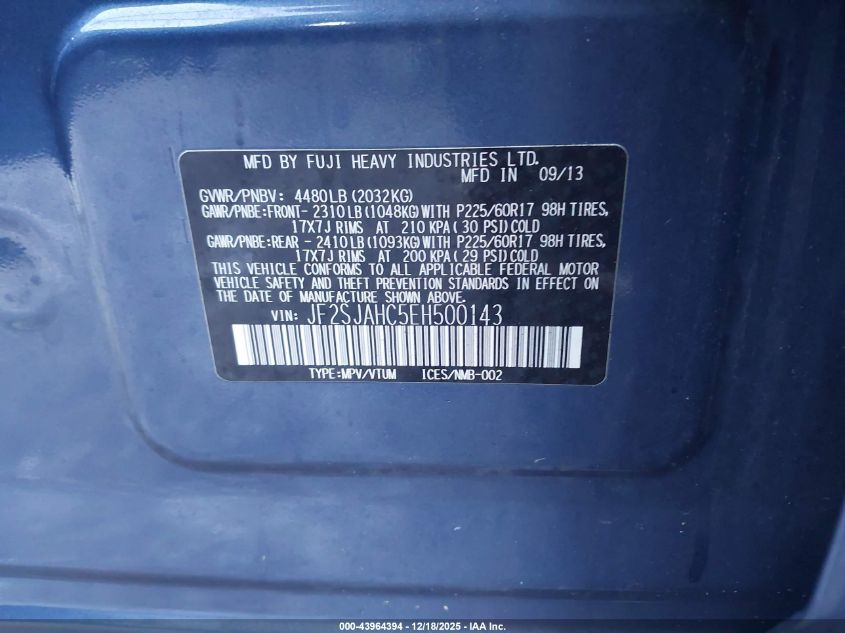 MFD BY FUJI HEAVY INDUSTRIES LTD.
MFD IN 09/13
GVWR/PNBV: 4480LB (2032KG)
GAWR/PNBE:FRONT- 2310LB (1048KG) WITH P225/60R17 98H TIRES,
17X7J RIMS AT 210 KPA ( 30 PSI) COLD
GAWR/PNBE:REAR - 2410LB (1093KG) WITH P225/60R17 98H TIRES,
17X7J RIMS AT 200 KPA ( 29 PSI) COLD
THIS VEHICLE CONFORMS TO ALL APPLICABLE FEDERAL MOTOR
VEHICLE SAFETY AND THEFT PREVENTION STANDARDS IN EFFECT ON
THE DATE OF MANUFACTURE SHOWN ABOVE.
VIN: JF2SJAHC5EH500143
TYPE:MPV/VTUM ICES/NMB-002
000-43964394 - 12/18/2025 - IAA Inc.